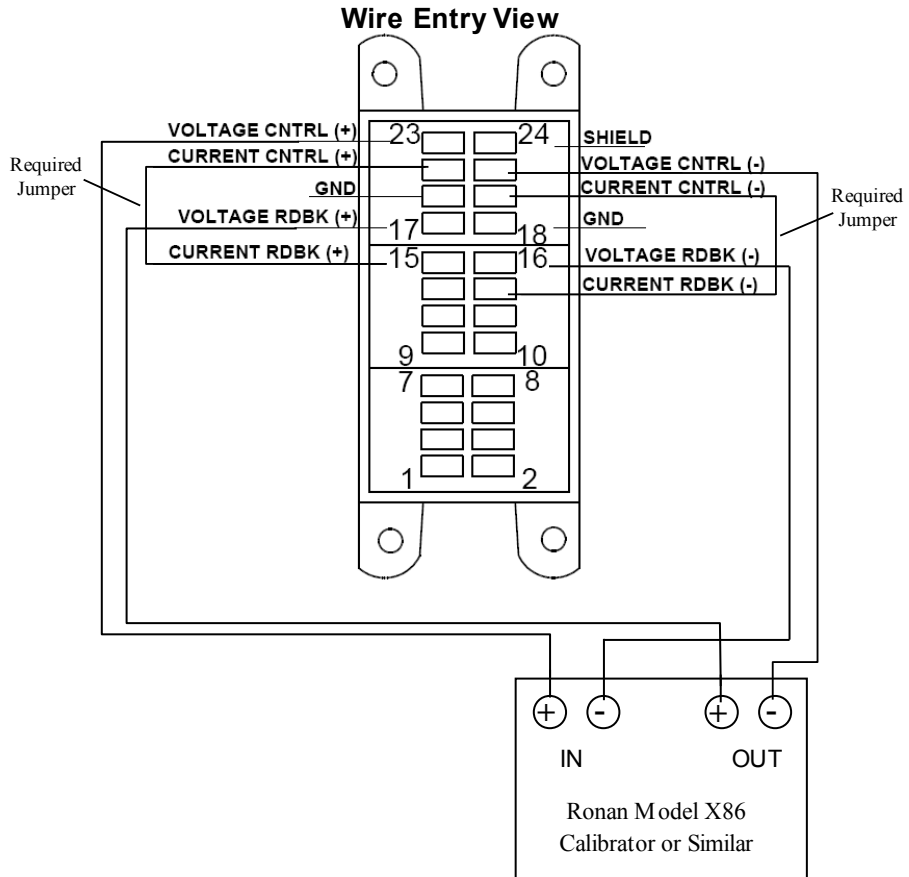 Wire Entry View
VOLTAGE CNTRL (+)
23
24
SHIELD
CURRENT CNTRL (+)
VOLTAGE CNTRL (-)
Required
Jumper
GND
CURRENT CNTRL (-)
Required
Jumper
VOLTAGE RDBK (+)
17
18
GND
CURRENT RDBK (+)
15
16
VOLTAGE RDBK (-)
CURRENT RDBK (-)
9
10
7
8
1
2
+
-
+
-
IN
OUT
Ronan Model X86
Calibrator or Similar